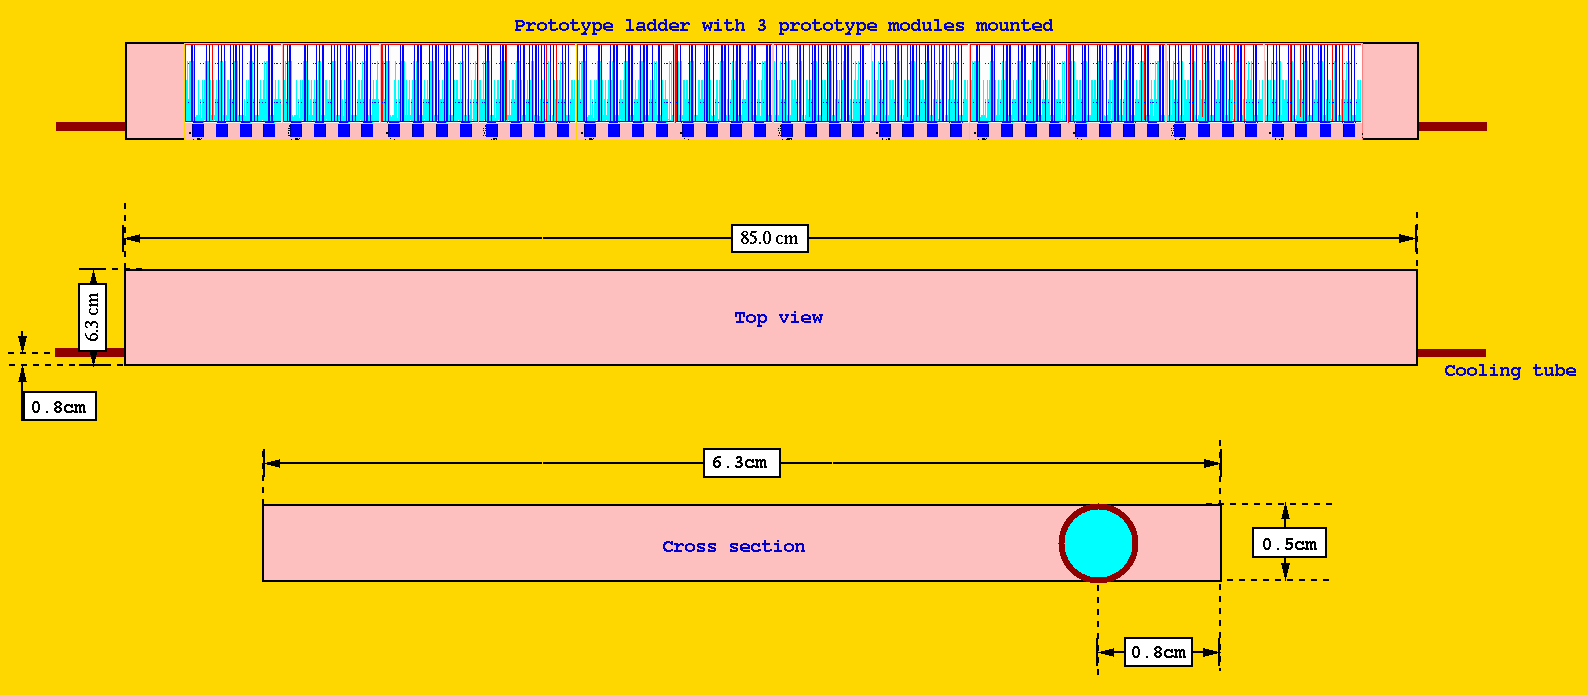 Prototype ladder with 3 prototype modules mounted
85.0 cm
6.3 cm
Top view
Cooling tube
0.8cm
6.3cm
Cross section
0.5cm
0.8cm